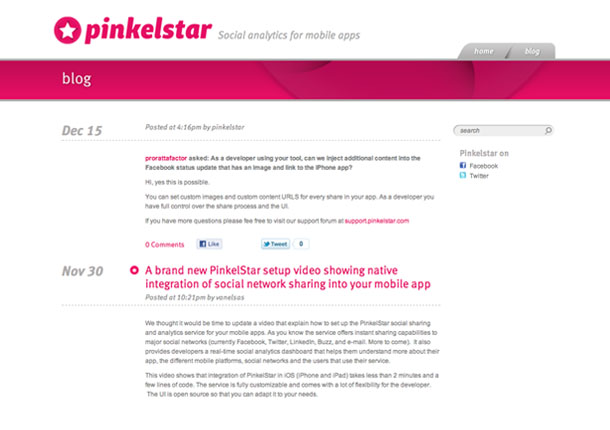 pinkelstar
Social analytics for mobile apps
home
blog
blog
Dec 15
Posted at 4:16pm by pinkelstar
search
Pinkelstar on
Facebook
Twitter
prorattafactor asked: As a developer using your tool, can we inject additional content into the
Facebook status update that has an image and link to the iPhone app?
Hi, yes this is possible.
You can set custom images and custom content URLS for every share in your app. As a developer you
have full control over the share process and the UI.
If you have more questions please fee free to visit our support forum at support.pinkelstar.com
0 Comments
Like
Tweet
0
Nov 30
A brand new PinkelStar setup video showing native
integration of social network sharing into your mobile app
Posted at 10:21pm by vanelsas
We thought it would be time to update a video that explain how to set up the PinkelStar social sharing
and analytics service for your mobile apps. As you know the service offers instant sharing capabilities to
major social networks (currently Facebook, Twitter, LinkedIn, Buzz, and e-mail. More to come). It also
provides developers a real-time social analytics dashboard that helps them understand more about their
app, the different mobile platforms, social networks and the users that use their service.
This video shows that integration of PinkelStar in iOS (iPhone and iPad) takes less than 2 minutes and a
few lines of code. The service is fully customizable and comes with a lot of flexibility for the developer.
The UI is open source so that you can adapt it to your needs.